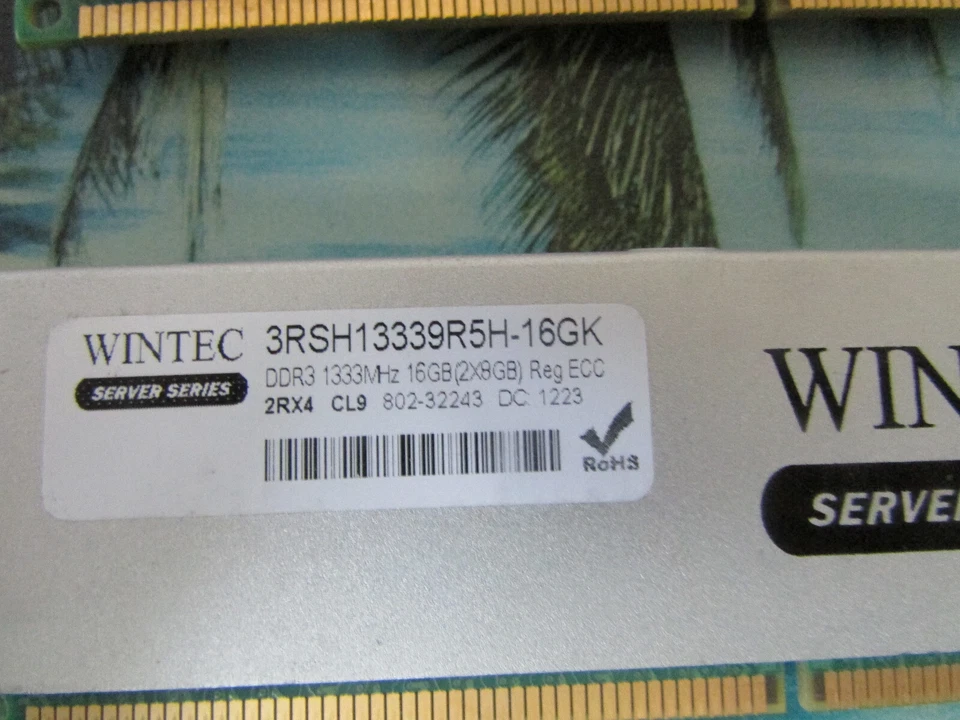 WINTEC 3RSH13339R5H-16GK
SERVER SERIES
DDR3 1333MHz 16GB(2X8GB) Reg ECC
2RX4 CL9 802-32243 DC: 1223
RoHS
WIN
SERVE